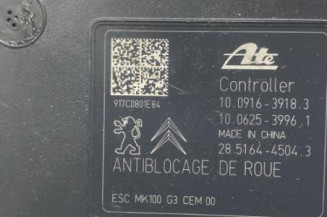 Ate
Controller
917C0801E84
10.0916-3918.3
10.0625-3996.1
MADE IN CHINA
28.5164-4504.3
ANTIBLOCAGE DE ROUE
ESC MK100 G3 CEM 00